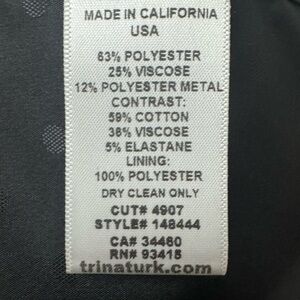 MADE IN CALIFORNIA
USA
63% POLYESTER
25% VISCOSE
12% POLYESTER METAL
CONTRAST:
59% COTTON
36% VISCOSE
5% ELASTANE
LINING:
100% POLYESTER
DRY CLEAN ONLY
CUT# 4907
STYLE# 148444
CA# 34460
RN# 93415
trinaturk.com